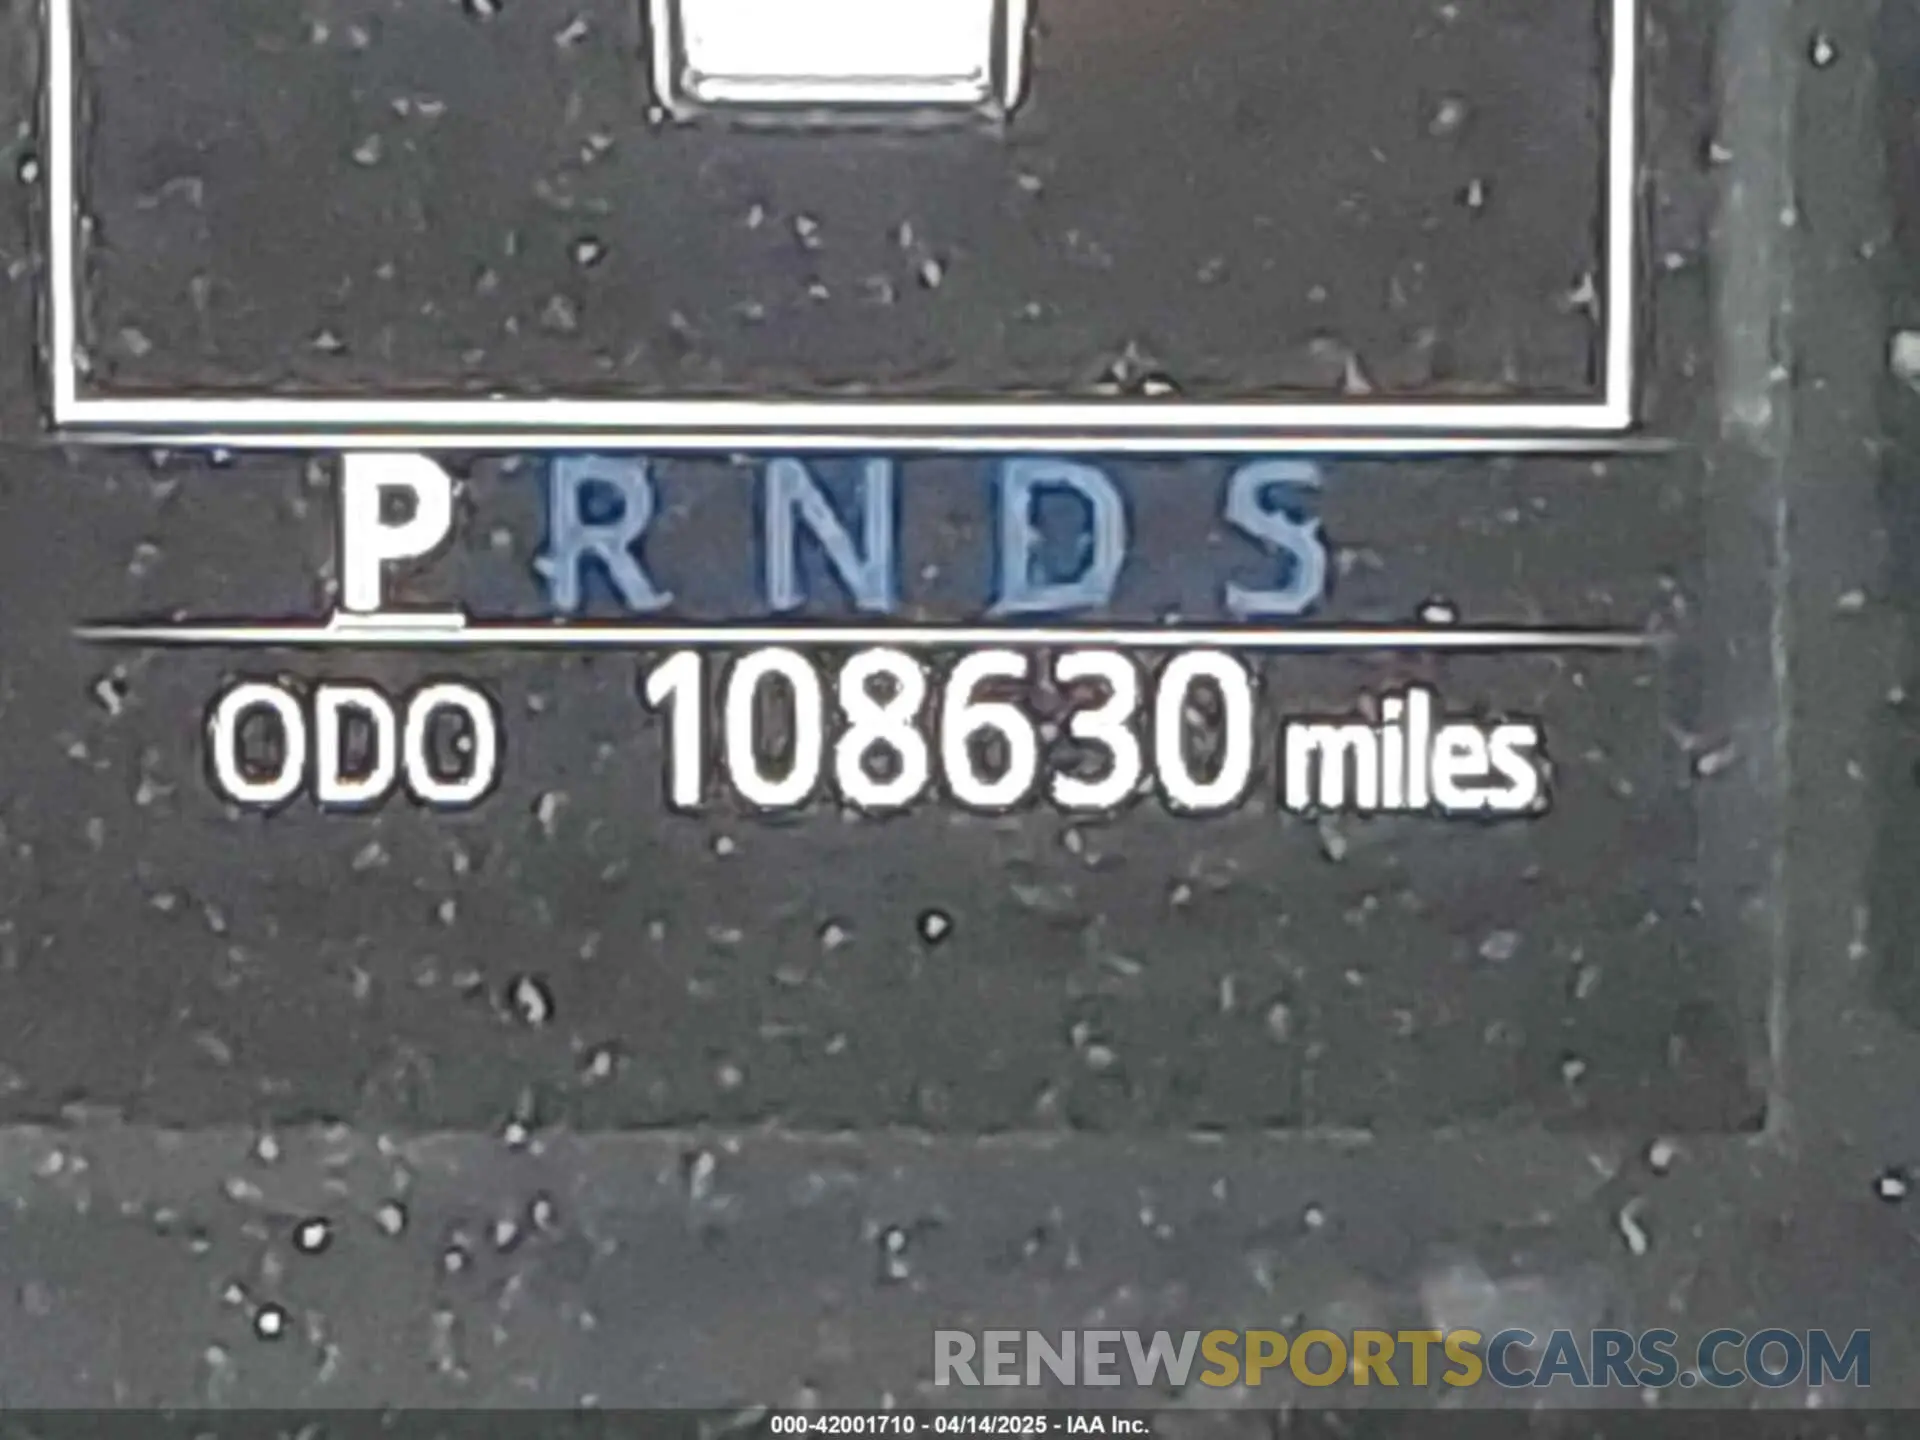 P R N D S
ODO 108630 miles
RENEWSPORTSCARS.COM
000-42001710 - 04/14/2025 - IAA Inc.